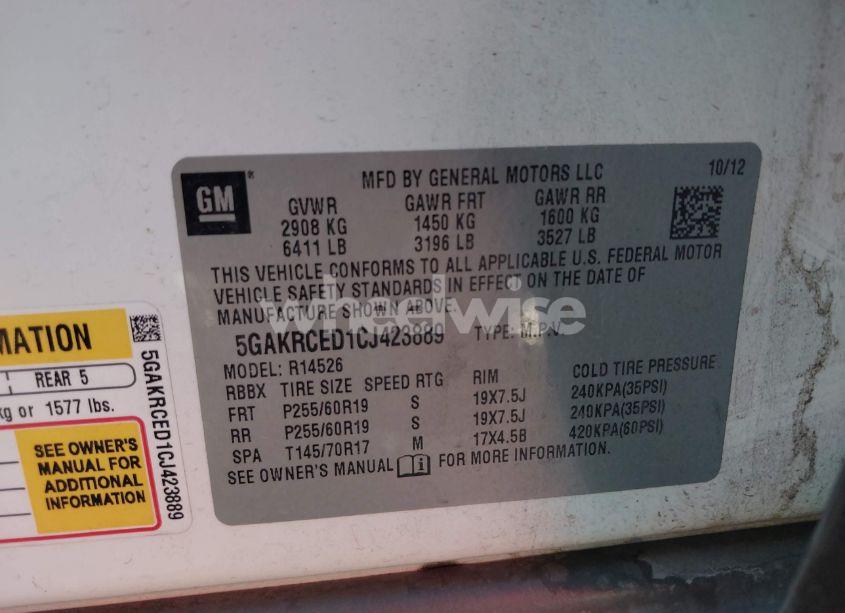 GM
®
MFD BY GENERAL MOTORS LLC
10/12
GVWR GAWR FRT GAWR RR
2908 KG 1450 KG 1600 KG
6411 LB 3196 LB 3527 LB
THIS VEHICLE CONFORMS TO ALL APPLICABLE U.S. FEDERAL MOTOR
VEHICLE SAFETY STANDARDS IN EFFECT ON THE DATE OF
MANUFACTURE SHOWN ABOVE.
wheelwise
5GAKRCED1CJ423889 TYPE: M.P.V
MODEL: R14526
RBBX TIRE SIZE SPEED RTG RIM COLD TIRE PRESSURE
FRT P255/60R19 S 19X7.5J 240KPA(35PSI)
RR P255/60R19 S 19X7.5J 240KPA(35PSI)
SPA T145/70R17 M 17X4.5B 420KPA(60PSI)
SEE OWNER'S MANUAL i FOR MORE INFORMATION.
MATION
REAR 5
kg or 1577 lbs.
SEE OWNER'S
MANUAL FOR
ADDITIONAL
INFORMATION
5GAKRCED1CJ423889